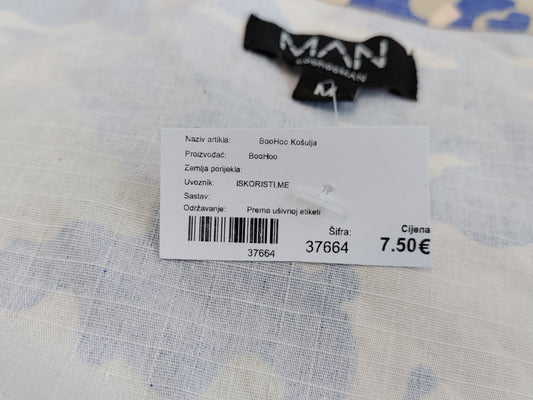 MAN
BOOHOOMAN
M
Naziv artikla: BooHoo Košulja
Proizvođač: BooHoo
Zemlja porijekla:
Uvoznik: ISKORISTI.ME
Sastav:
Održavanje: Prema ušivnoj etiketi
37664
Šifra:
37664
Cijena
7.50€